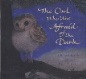 The Owl
Who Was
Afraid of
the Dark